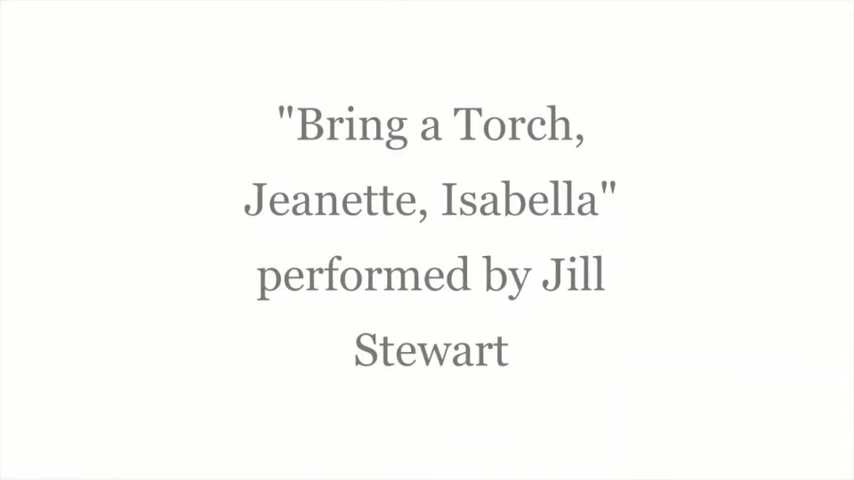 "Bring a Torch,
Jeanette, Isabella"
performed by Jill
Stewart